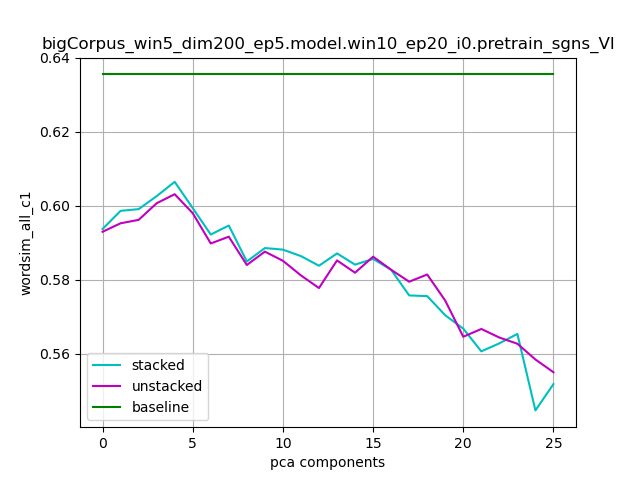 bigCorpus_win5_dim200_ep5.model.win10_ep20_i0.pretrain_sgns_VI
0.64
0.62
0.60
0.58
0.56
wordsim_all_c1
stacked
unstacked
baseline
0 5 10 15 20 25
pca components